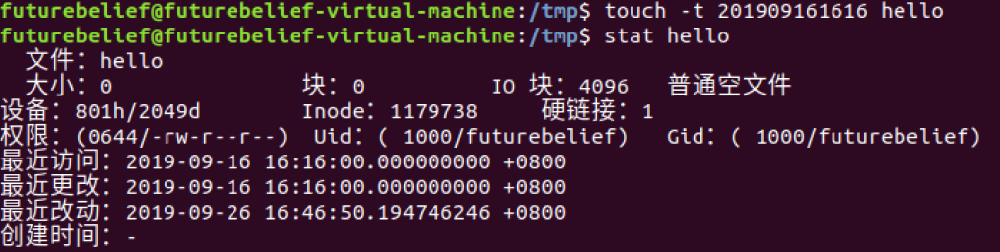 futurebelief@futurebelief-virtual-machine:/tmp$ touch -t 201909161616 hello
futurebelief@futurebelief-virtual-machine:/tmp$ stat hello
文件：hello
大小：0 块：0 IO 块：4096 普通空文件
设备：801h/2049d Inode：1179738 硬链接：1
权限：(0644/-rw-r--r--) Uid：( 1000/futurebelief) Gid：( 1000/futurebelief)
最近访问：2019-09-16 16:16:00.000000000 +0800
最近更改：2019-09-16 16:16:00.000000000 +0800
最近改动：2019-09-26 16:46:50.194746246 +0800
创建时间：-